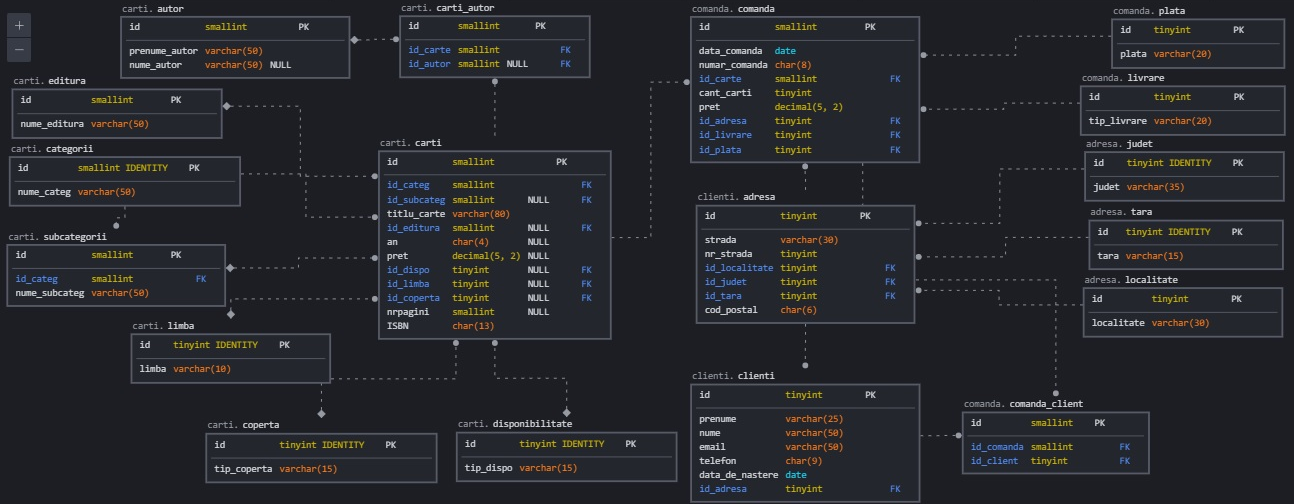 carti. autor
id smallint PK
prenume_autor varchar(50)
nume_autor varchar(50) NULL
carti. carti_autor
id smallint PK
id_carte smallint FK
id_autor smallint NULL FK
carti. editura
id smallint PK
nume_editura varchar(50)
carti. categorii
id smallint IDENTITY PK
nume_categ varchar(50)
carti. subcategorii
id smallint PK
id_categ smallint FK
nume_subcateg varchar(50)
carti. limba
id tinyint IDENTITY PK
limba varchar(10)
carti. coperta
id tinyint IDENTITY PK
tip_coperta varchar(15)
carti. disponibilitate
id tinyint IDENTITY PK
tip_dispo varchar(15)
carti. carti
id smallint PK
id_categ smallint FK
id_subcateg smallint NULL FK
titlu_carte varchar(80)
id_editura smallint NULL FK
an char(4) NULL
pret decimal(5, 2) NULL
id_dispo tinyint NULL FK
id_limba tinyint NULL FK
id_coperta tinyint NULL FK
nrpagini smallint NULL
ISBN char(13)
comanda. comanda
id smallint PK
data_comanda date
numar_comanda char(8)
id_carte smallint FK
cant_carti tinyint
pret decimal(5, 2)
id_adresa tinyint FK
id_livrare tinyint FK
id_plata tinyint FK
clienti. adresa
id tinyint PK
strada varchar(30)
nr_strada tinyint
id_localitate tinyint FK
id_judet tinyint FK
id_tara tinyint FK
cod_postal char(6)
clienti. clienti
id tinyint PK
prenume varchar(25)
nume varchar(50)
email varchar(50)
telefon char(9)
data_de_nastere date
id_adresa tinyint FK
comanda. plata
id tinyint PK
plata varchar(20)
comanda. livrare
id tinyint PK
tip_livrare varchar(20)
adresa. judet
id tinyint IDENTITY PK
judet varchar(35)
adresa. tara
id tinyint IDENTITY PK
tara varchar(15)
adresa. localitate
id tinyint PK
localitate varchar(30)
comanda. comanda_client
id smallint PK
id_comanda smallint FK
id_client tinyint FK